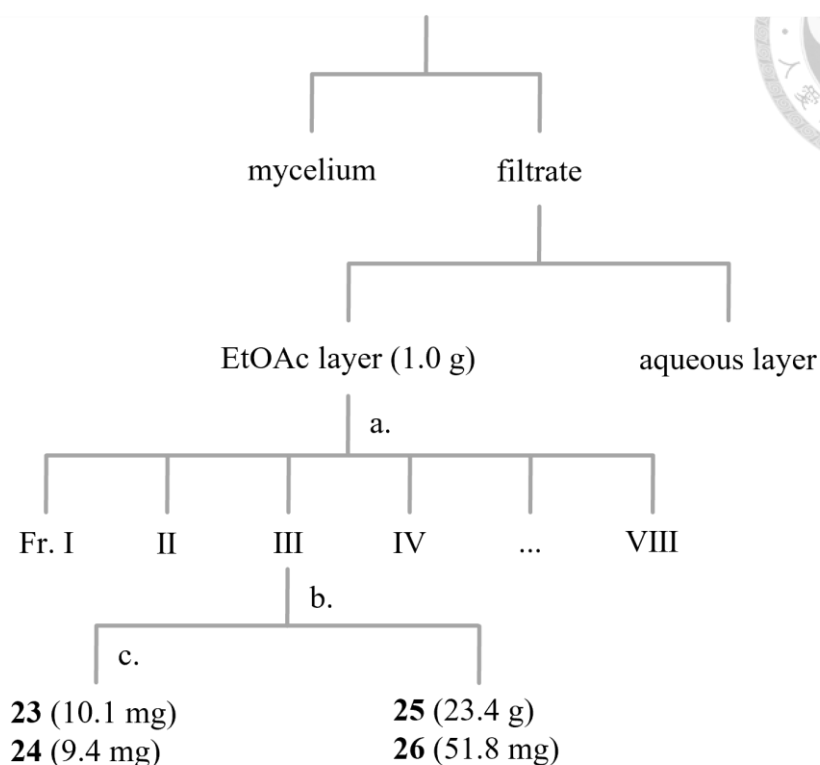 mycelium filtrate
EtOAc layer (1.0 g) aqueous layer
a.
Fr. I II III IV ... VIII
b.
c.
23 (10.1 mg) 25 (23.4 g)
24 (9.4 mg) 26 (51.8 mg)